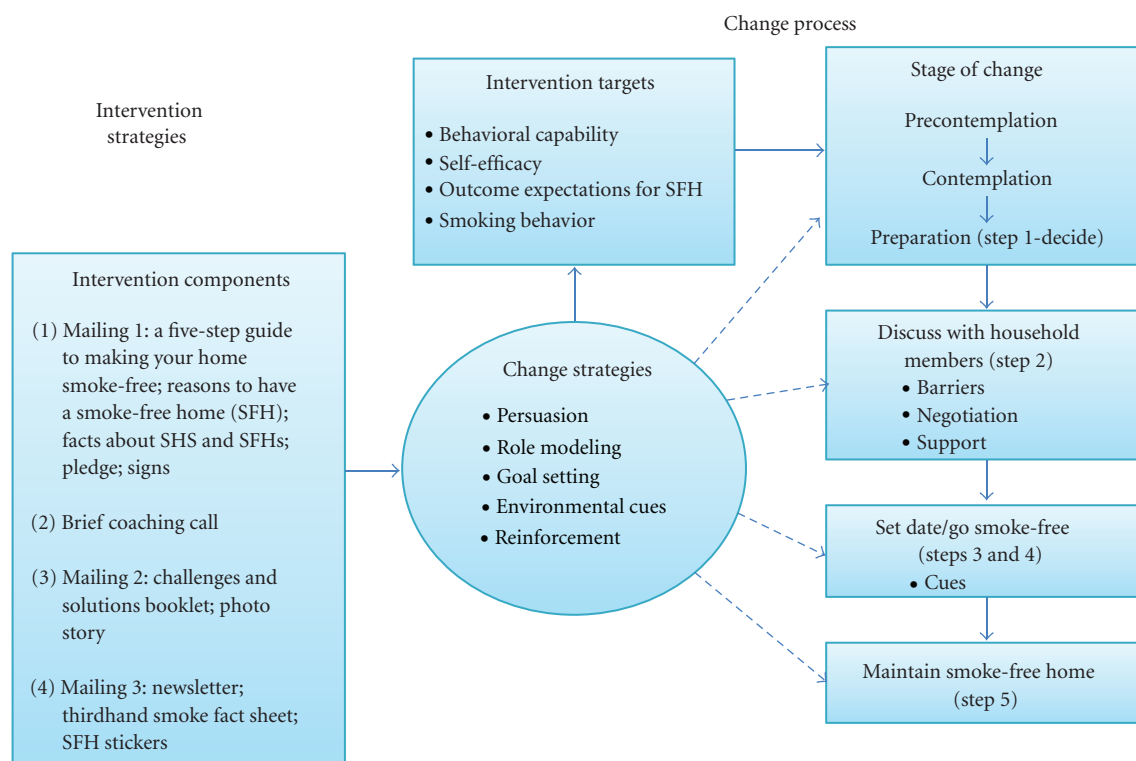 Change process
Intervention
strategies
Intervention components
(1) Mailing 1: a five-step guide
to making your home
smoke-free; reasons to have
a smoke-free home (SFH);
facts about SHS and SFHs;
pledge; signs
(2) Brief coaching call
(3) Mailing 2: challenges and
solutions booklet; photo
story
(4) Mailing 3: newsletter;
thirdhand smoke fact sheet;
SFH stickers
Intervention targets
• Behavioral capability
• Self-efficacy
• Outcome expectations for SFH
• Smoking behavior
Change strategies
• Persuasion
• Role modeling
• Goal setting
• Environmental cues
• Reinforcement
Stage of change
Precontemplation
Contemplation
Preparation (step 1-decide)
Discuss with household
members (step 2)
• Barriers
• Negotiation
• Support
Set date/go smoke-free
(steps 3 and 4)
• Cues
Maintain smoke-free home
(step 5)